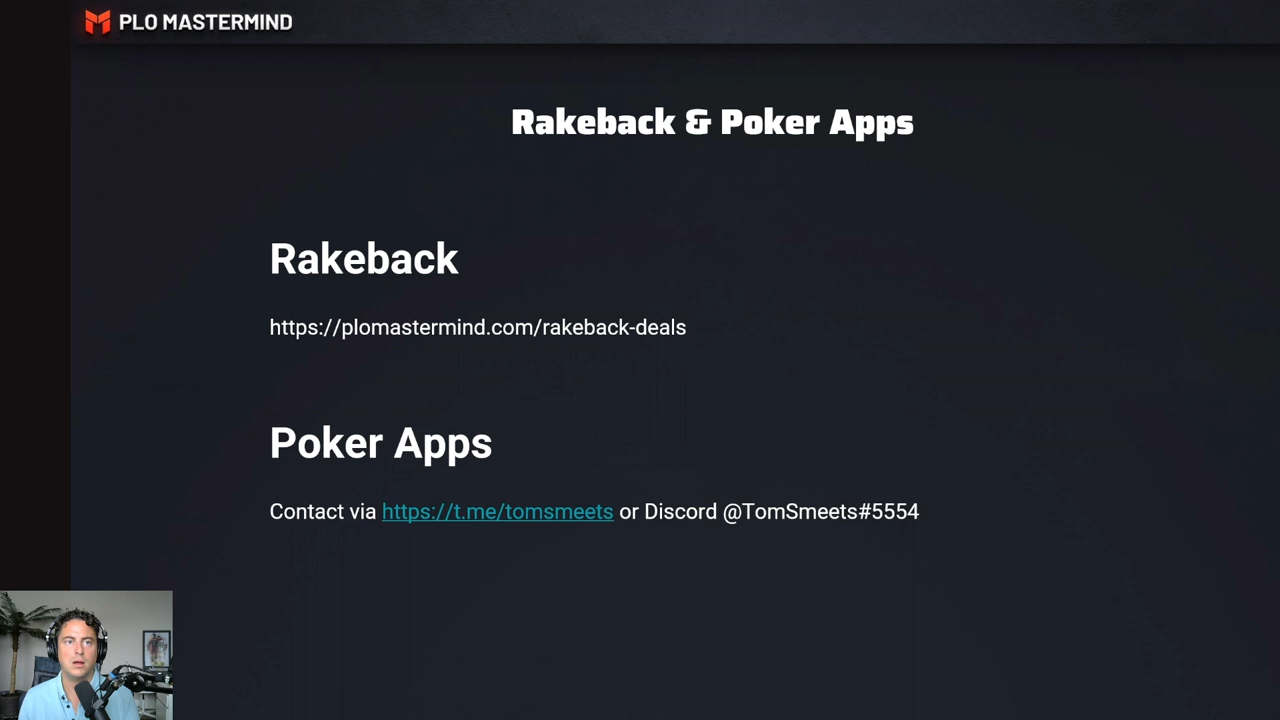 PLO MASTERMIND
Rakeback & Poker Apps
Rakeback
https://plomastermind.com/rakeback-deals
Poker Apps
Contact via https://t.me/tomsmeets or Discord @TomSmeets#5554